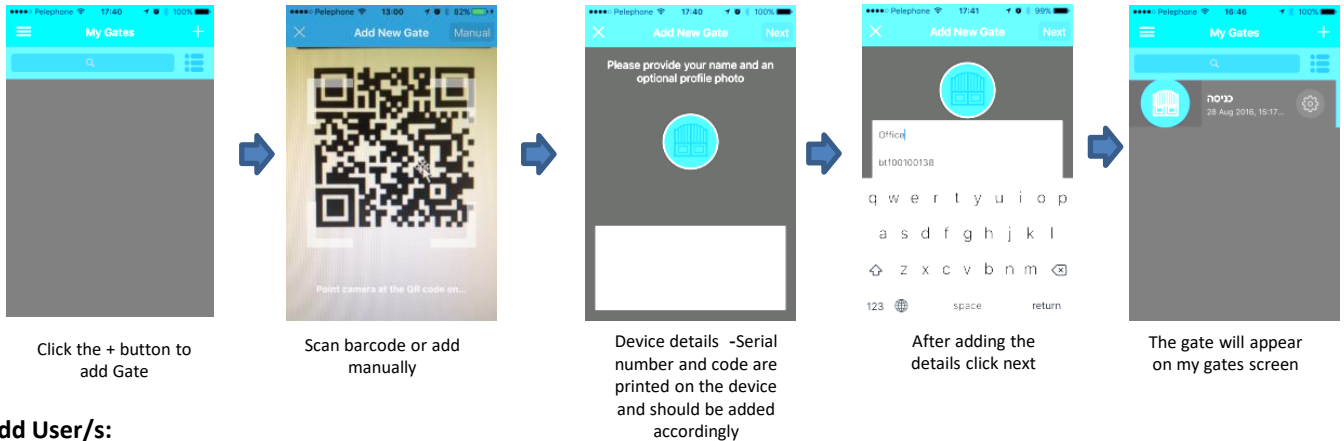 Pelephone 17:40 100%
My Gates +
Click the + button to
add Gate
Pelephone 13:00 82%
Add New Gate Manual
Point camera at the QR code on...
Scan barcode or add
manually
Pelephone 17:40 100%
Add New Gate Next
Please provide your name and an
optional profile photo
Device details -Serial
number and code are
printed on the device
and should be added
accordingly
Pelephone 17:41 99%
Add New Gate Next
Office
bt100100138
q w e r t y u i o p
a s d f g h j k l
z x c v b n m
123 space return
After adding the
details click next
Pelephone 16:46 100%
My Gates +
כניסה
28 Aug 2016, 15:17...
The gate will appear
on my gates screen
dd User/s: